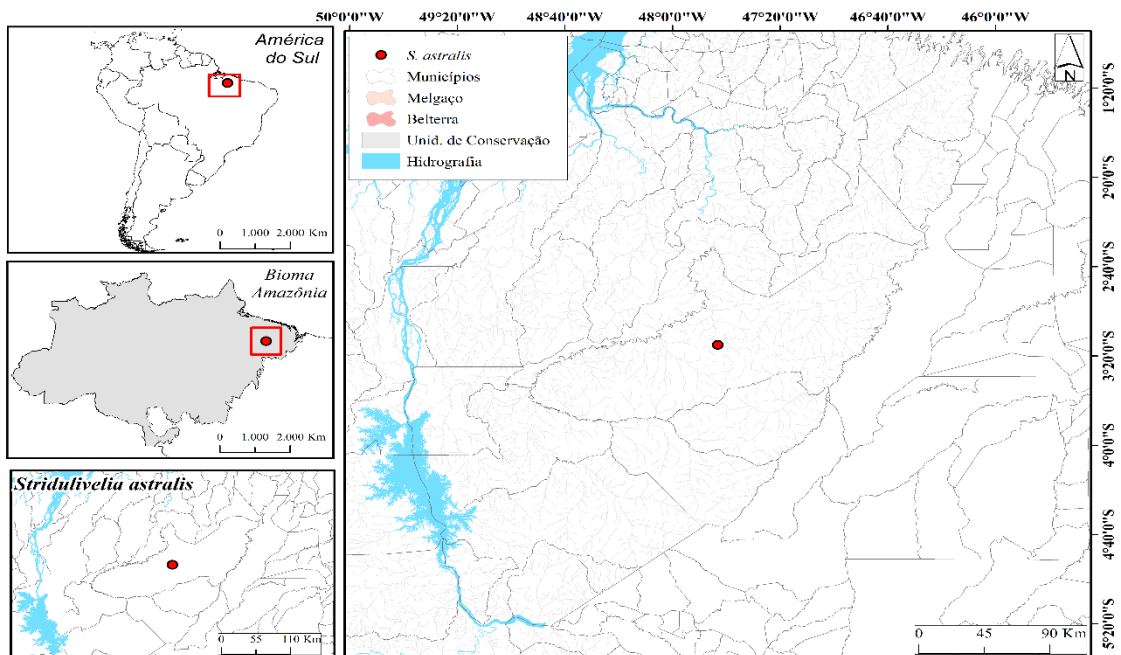 América
do Sul
0 1.000 2.000 Km
Bioma
Amazônia
0 1.000 2.000 Km
Stridulivelia astralis
0 55 110 Km
50°0'0"S 49°20'0"S 48°40'0"S 48°0'0"S 47°20'0"S 46°40'0"S 46°0'0"S
S. astralis
Municípios
Melgaço
Belterra
Unid. de Conservação
Hidrografia
N
1°20'0"S
2°0'0"S
2°40'0"S
3°20'0"S
4°0'0"S
4°40'0"S
5°20'0"S
0 45 90 Km